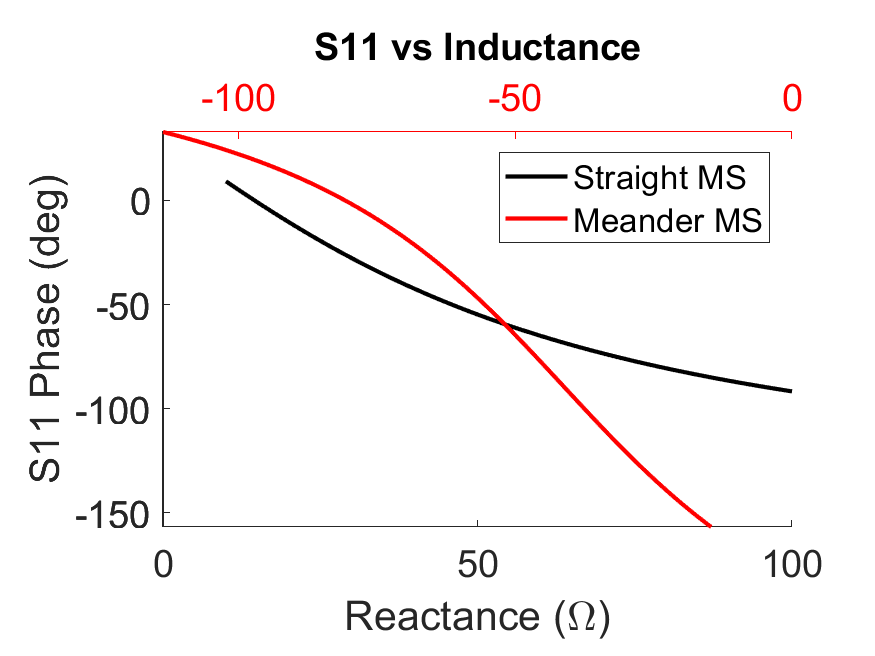 S11 vs Inductance
-100 -50 0
S11 Phase (deg)
0
-50
-100
-150
Straight MS
Meander MS
0 50 100
Reactance (Ω)